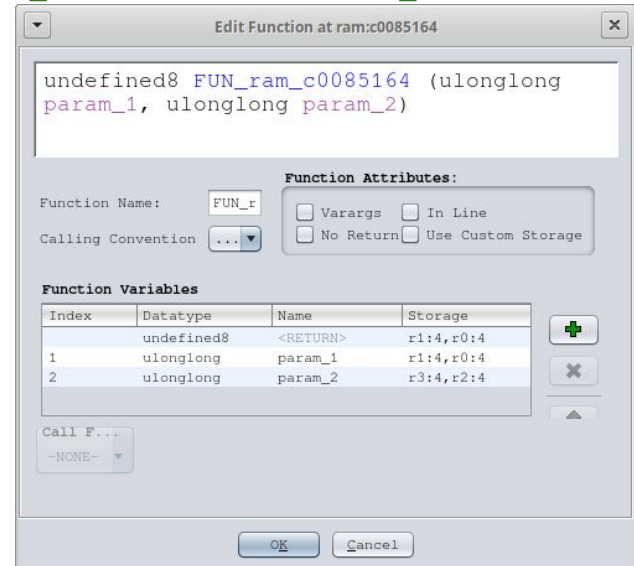 Edit Function at ram:c0085164
undefined8 FUN_ram_c0085164 (ulonglong
param_1, ulonglong param_2)
Function Attributes:
Function Name: FUN_r
Varargs In Line
Calling Convention ...
No Return Use Custom Storage
Function Variables
Index Datatype Name Storage
undefined8 <RETURN> r1:4,r0:4
1 ulonglong param_1 r1:4,r0:4
2 ulonglong param_2 r3:4,r2:4
Call F...
-NONE-
OK Cancel